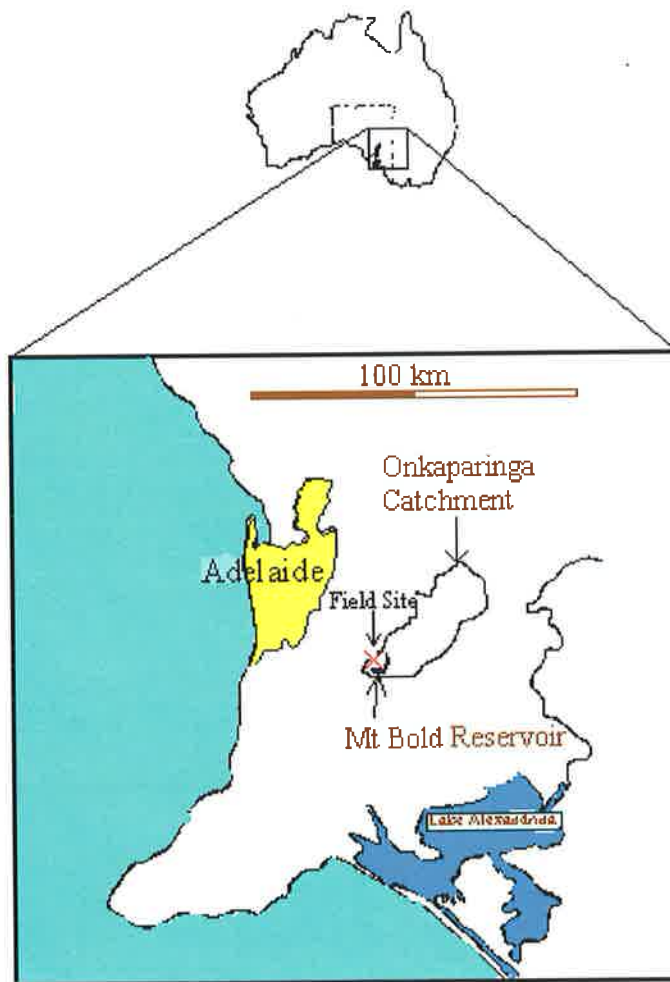 100 km
Onkaparinga
Catchment
Adelaide
Field Site
Mt Bold Reservoir
Lake Alexandrina